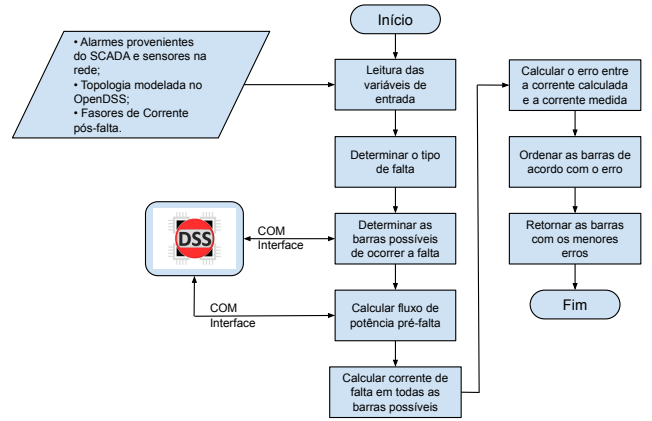 Início
• Alarmes provenientes
do SCADA e sensores na
rede;
• Topologia modelada no
OpenDSS;
• Fasores de Corrente
pós-falta.
Leitura das
variáveis de
entrada
Determinar o tipo
de falta
DSS
COM
Interface
Determinar as
barras possíveis
de ocorrer a falta
COM
Interface
Calcular fluxo de
potência pré-falta
Calcular corrente de
falta em todas as
barras possíveis
Calcular o erro entre
a corrente calculada
e a corrente medida
Ordenar as barras de
acordo com o erro
Retornar as barras
com os menores
erros
Fim